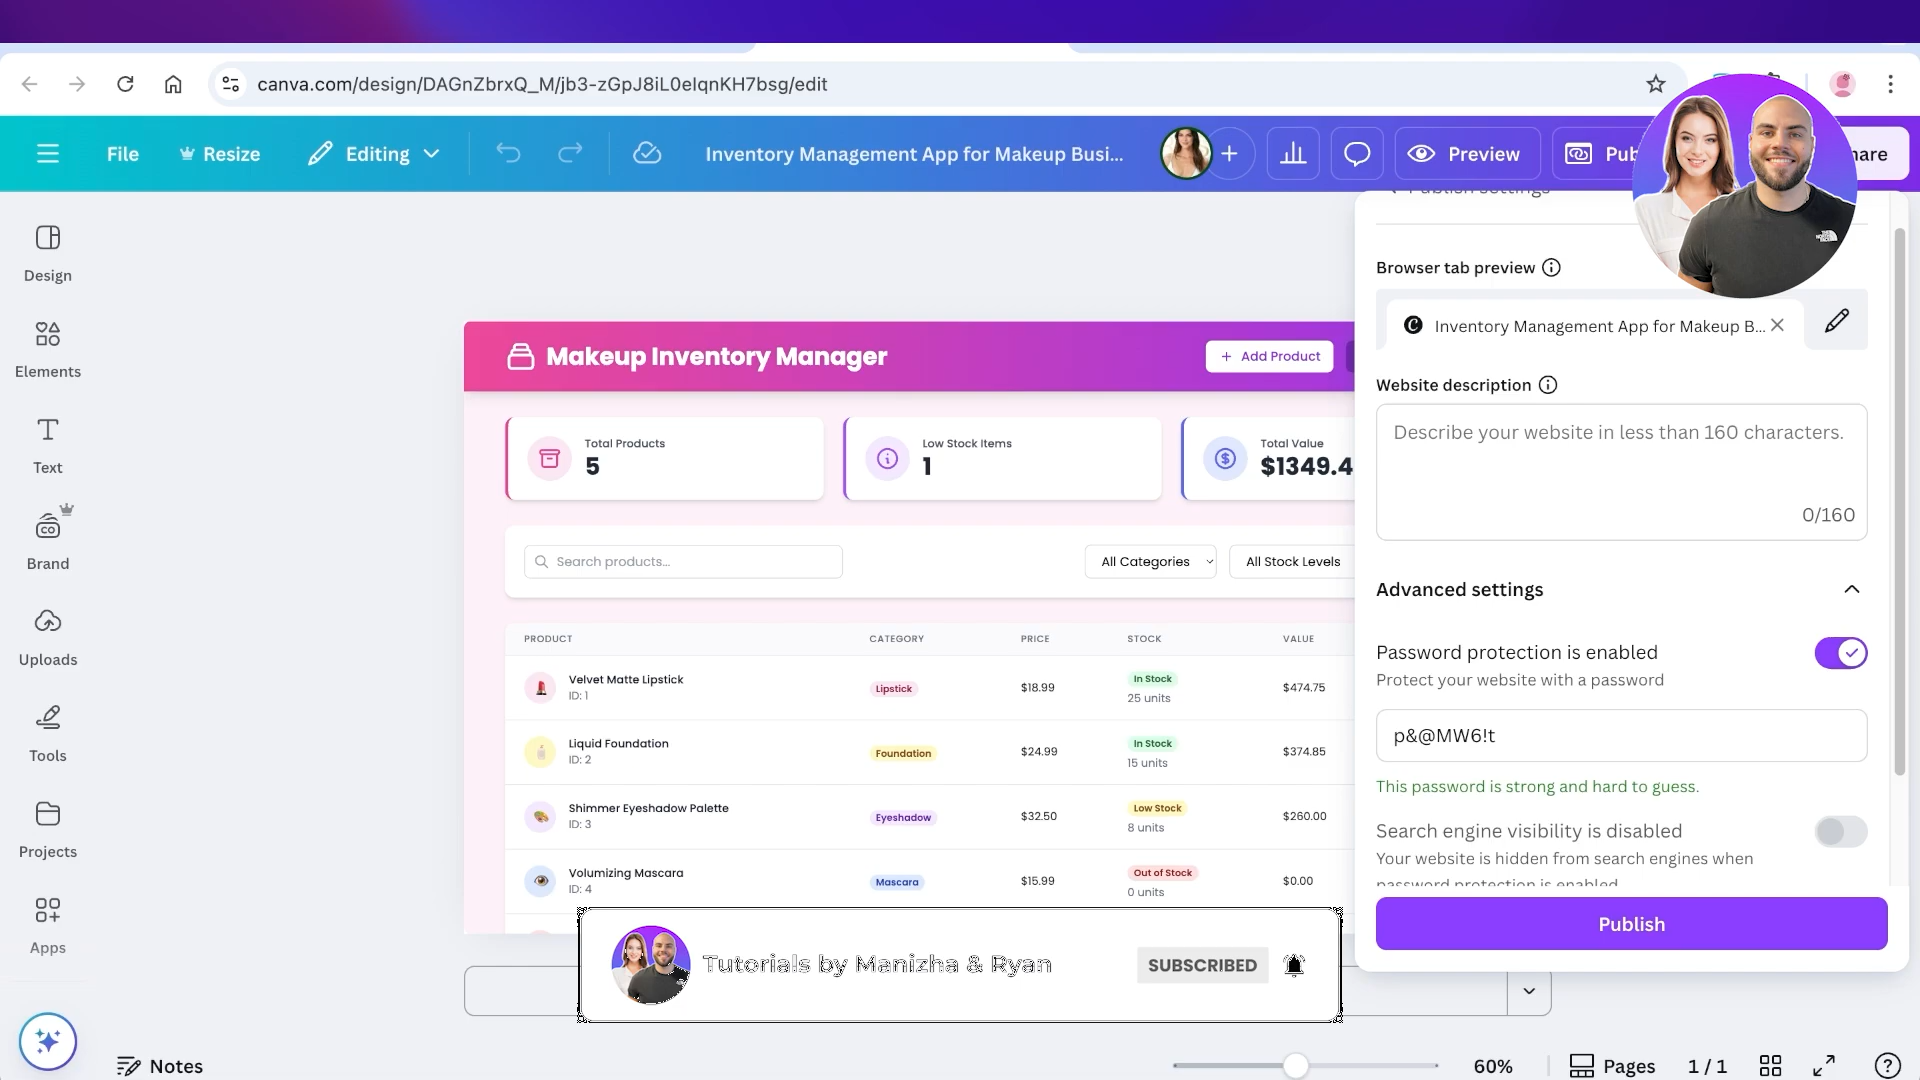 canva.com/design/DAGnZbrxQ_M/jb3-zGpJ8iL0eIqnKH7bsg/edit
File
Resize
Editing
Inventory Management App for Makeup Busi...
Preview
Design
Elements
Text
Brand
Uploads
Tools
Projects
Apps
Makeup Inventory Manager
+ Add Product
Total Products
5
Low Stock Items
1
Total Value
$1349.4
Search products...
All Categories
All Stock Levels
PRODUCT CATEGORY PRICE STOCK VALUE
Velvet Matte Lipstick
ID: 1
Lipstick
$18.99
In Stock
25 units
$474.75
Liquid Foundation
ID: 2
Foundation
$24.99
In Stock
15 units
$374.85
Shimmer Eyeshadow Palette
ID: 3
Eyeshadow
$32.50
Low Stock
8 units
$260.00
Volumizing Mascara
ID: 4
Mascara
$15.99
Out of Stock
0 units
$0.00
Publish settings
Browser tab preview
Inventory Management App for Makeup B...
Website description
Describe your website in less than 160 characters.
0/160
Advanced settings
Password protection is enabled
Protect your website with a password
p&@MW6!t
This password is strong and hard to guess.
Search engine visibility is disabled
Your website is hidden from search engines when
password protection is enabled
Publish
Tutorials by Manizha & Ryan
SUBSCRIBED
Notes
60%
Pages
1 / 1